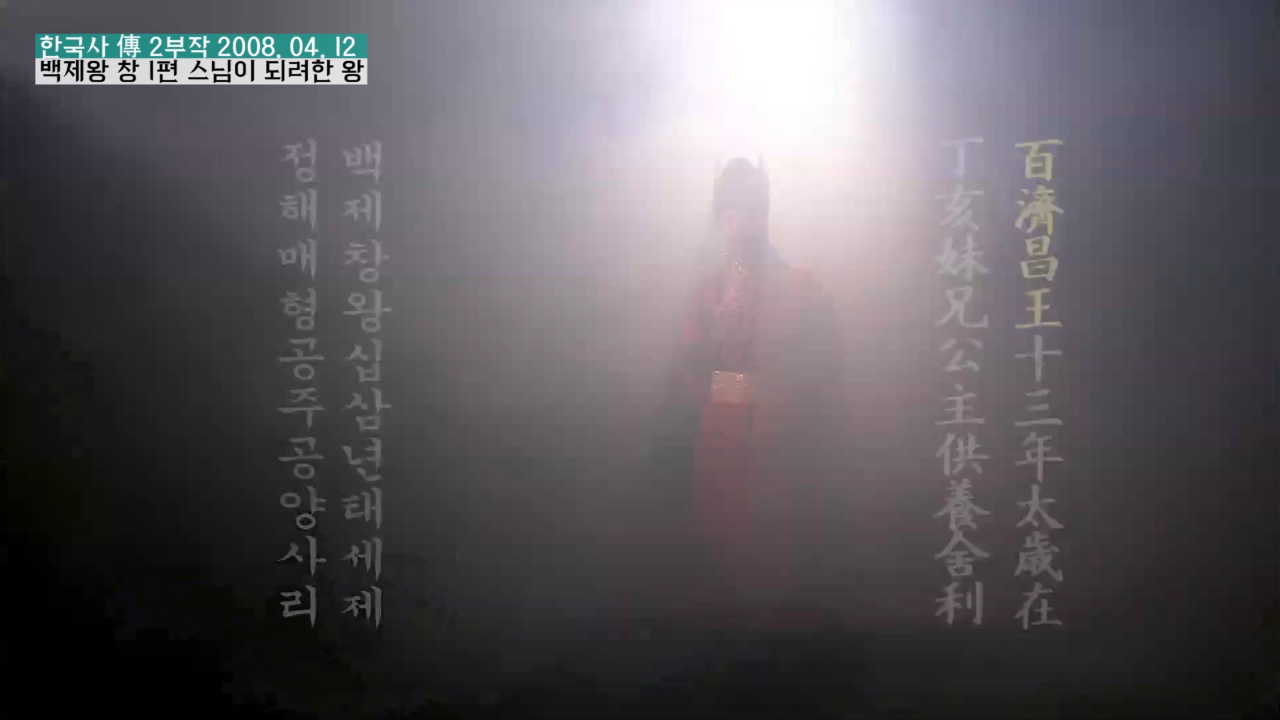 한국사 傳 2부작 2008. 04. 12
백제왕 창 1편 스님이 되려한 왕
百濟昌王十三年太歲在
丁亥妹兄公主供養舍利
백제창왕십삼년태세제
정해매형공주공양사리